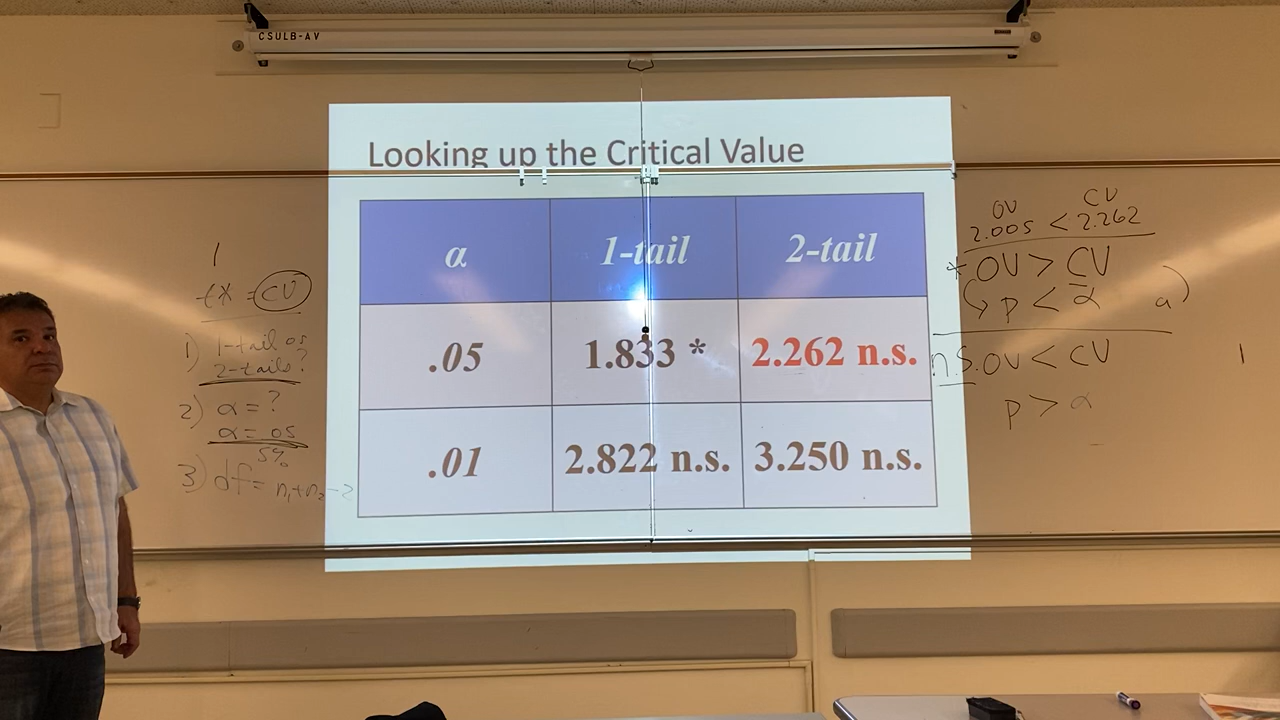 CSULB-AV
Looking up the Critical Value
α 1-tail 2-tail
.05 1.833 * 2.262 n.s.
.01 2.822 n.s. 3.250 n.s.
t* = CV
1) 1-tail or
2-tails?
2) α = ?
α = .05
5%
3) df = n₁+n₂-2
OV CV
2.005 < 2.262
* OV > CV
↳ p < α a)
n.s. OV < CV
p > α